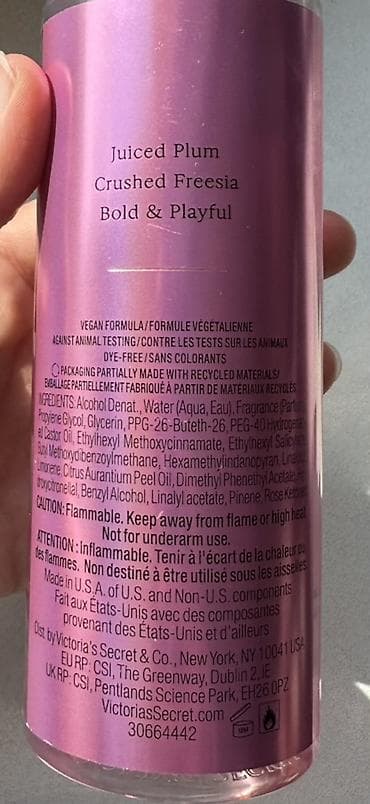 Juiced Plum
Crushed Freesia
Bold & Playful
VEGAN FORMULA/FORMULE VÉGÉTALIENNE
AGAINST ANIMAL TESTING/CONTRE LES TESTS SUR LES ANIMAUX
DYE-FREE/SANS COLORANTS
PACKAGING PARTIALLY MADE WITH RECYCLED MATERIALS/
EMBALLAGE PARTIELLEMENT FABRIQUÉ À PARTIR DE MATÉRIAUX RECYCLÉS
INGREDIENTS: Alcohol Denat., Water (Aqua, Eau), Fragrance (Parfum),
Propylene Glycol, Glycerin, PPG-26-Buteth-26, PEG-40 Hydrogenat
ed Castor Oil, Ethylhexyl Methoxycinnamate, Ethylhexyl Salicylate,
Butyl Methoxydibenzoylmethane, Hexamethylindanopyran,
Limonene, Citrus Aurantium Peel Oil, Dimethyl Phenethyl Acetate,
Benzyl Alcohol, Linalyl acetate, Pinene, Rose
CAUTION: Flammable. Keep away from flame or high heat.
Not for underarm use.
ATTENTION : Inflammable. Tenir à l'écart de la chaleur ou
des flammes. Non destiné à être utilisé sous les aisselles.
Made in U.S.A. of U.S. and Non-U.S. components
Fait aux États-Unis avec des composantes
provenant des États-Unis et d'ailleurs
Dist. by Victoria's Secret & Co., New York, NY 10041 USA
EU RP: CSI, The Greenway, Dublin 2, IE
UK RP: CSI, Pentlands Science Park, EH26 0PZ
VictoriasSecret.com
30664442